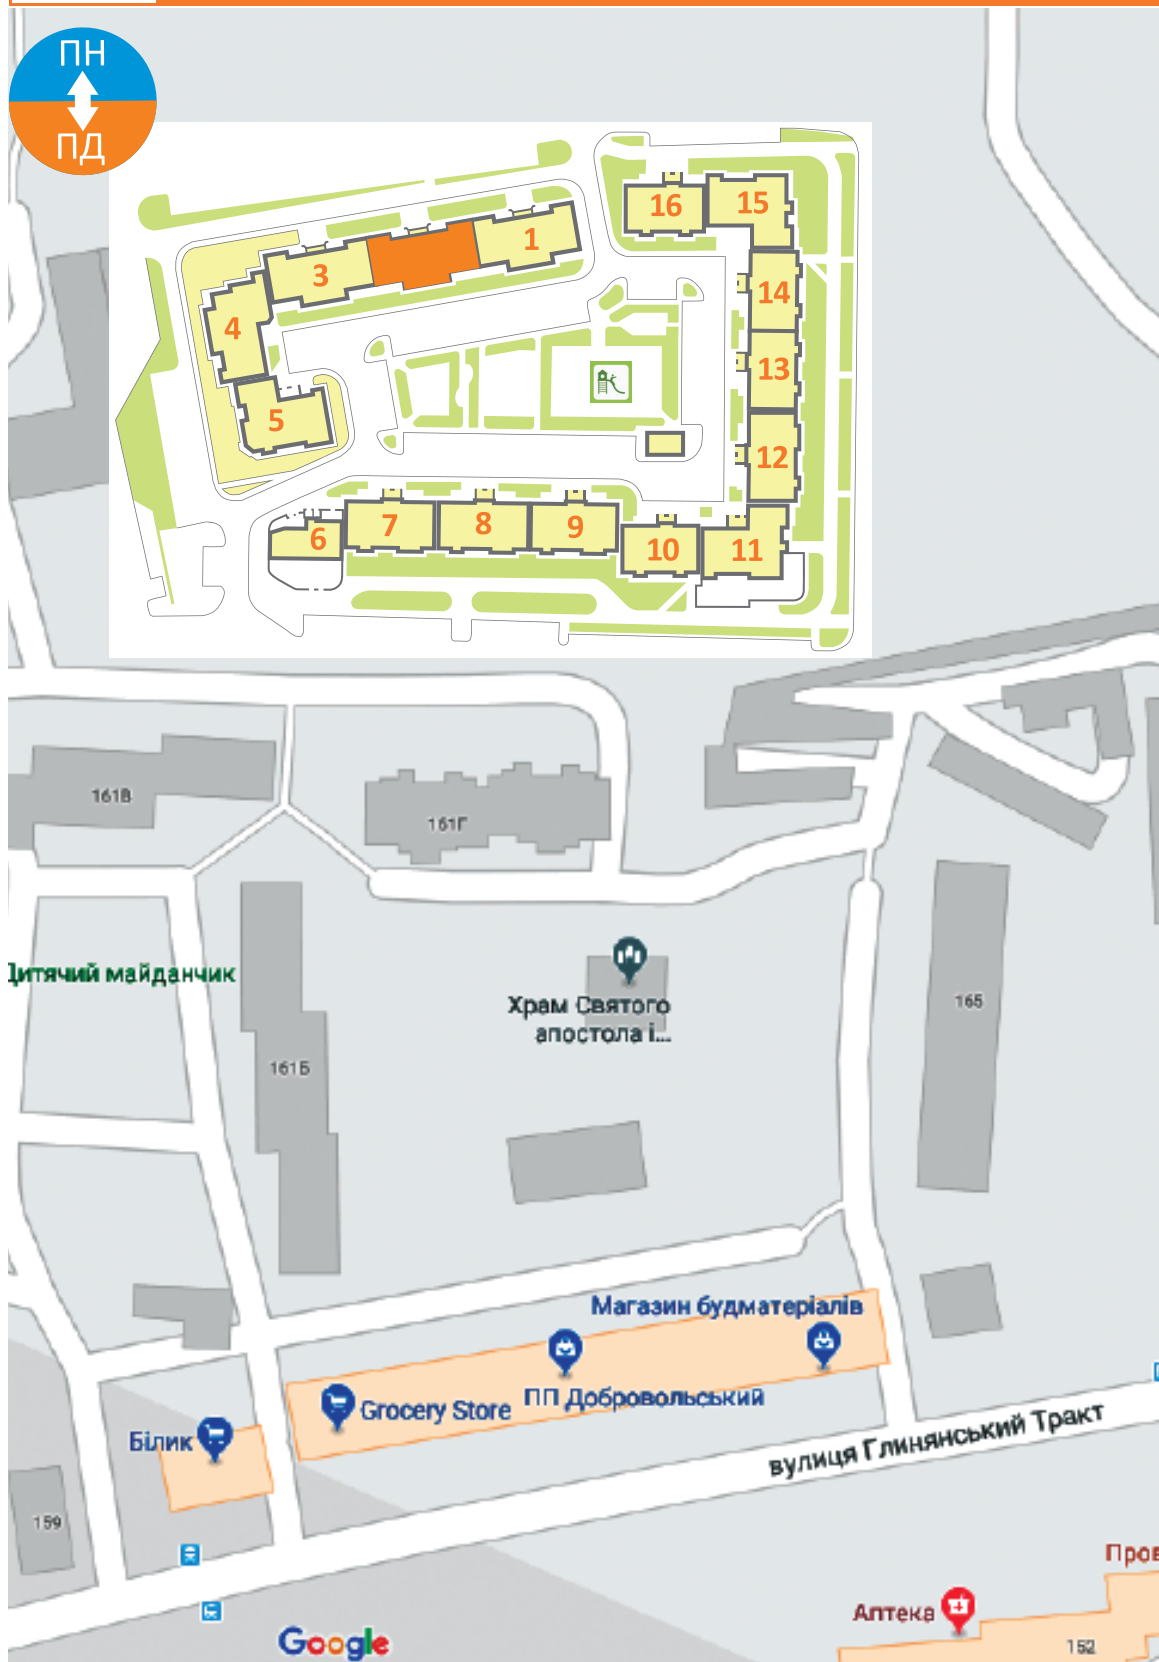 ПН
ПД
16
15
1
3
14
4
13
5
12
7
8
9
6
10
11
161В
161Г
Дитячий майданчик
165
Храм Святого
апостола і...
161Б
Магазин будматеріалів
ПП Добровольський
Grocery Store
Білик
вулиця Глинянський Тракт
159
Пров
Аптека
Google
152